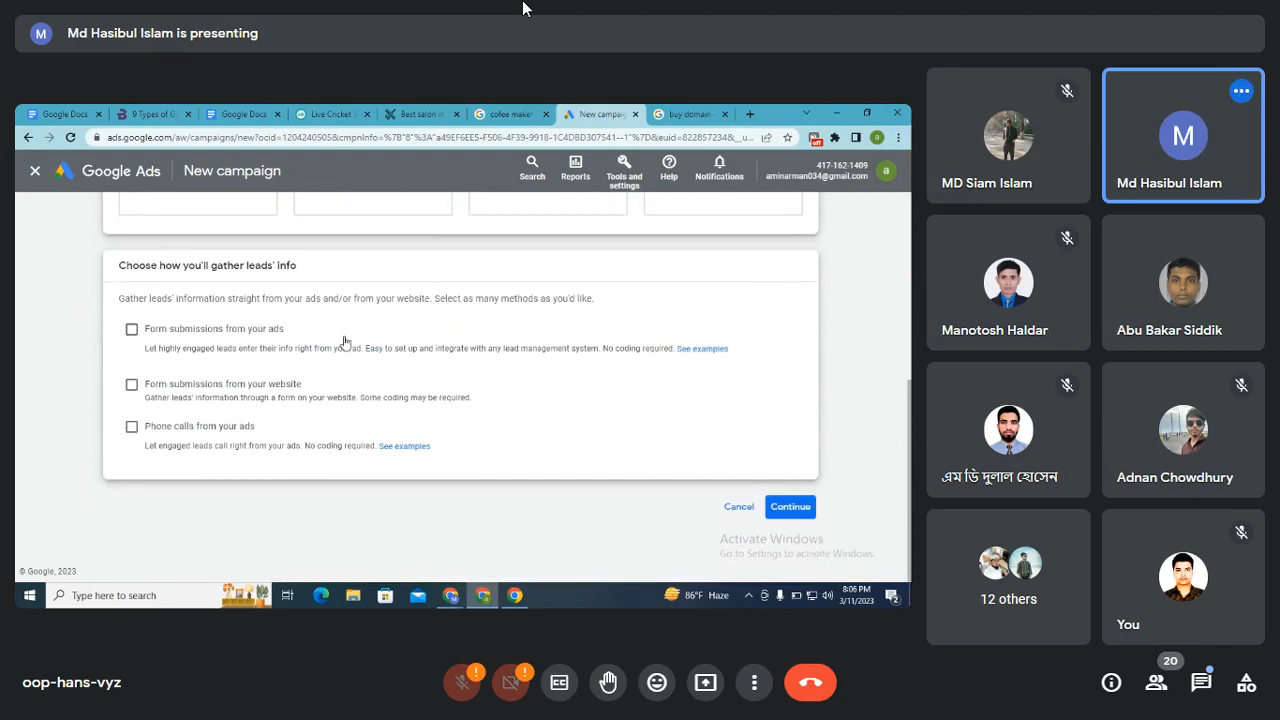 Md Hasibul Islam is presenting
M
Google Docs
9 Types of G
Google Docs
Live Cricket S
Best salon in
cofee maker
New campaig
buy domain
ads.google.com/aw/campaigns/new?ocid=1204240505&cmpnInfo=%7B"8"%3A"a49EF6EE5-F506-4F39-9918-1C4DBD307541--1"%7D&euid=8228572348&__u...
off
a
Google Ads
New campaign
Search
Reports
Tools and settings
Help
Notifications
417-162-1409
aminarman034@gmail.com
a
Choose how you'll gather leads' info
Gather leads' information straight from your ads and/or from your website. Select as many methods as you'd like.
Form submissions from your ads
Let highly engaged leads enter their info right from ad. Easy to set up and integrate with any lead management system. No coding required. See examples
Form submissions from your website
Gather leads' information through a form on your website. Some coding may be required.
Phone calls from your ads
Let engaged leads call right from your ads. No coding required. See examples
Cancel
Continue
Activate Windows
Go to Settings to activate Windows.
© Google, 2023.
Type here to search
86°F Haze
8:06 PM
3/11/2023
2
MD Siam Islam
M
Md Hasibul Islam
Manotosh Haldar
Abu Bakar Siddik
এম ডি দুলাল হোসেন
Adnan Chowdhury
12 others
You
oop-hans-vyz
20